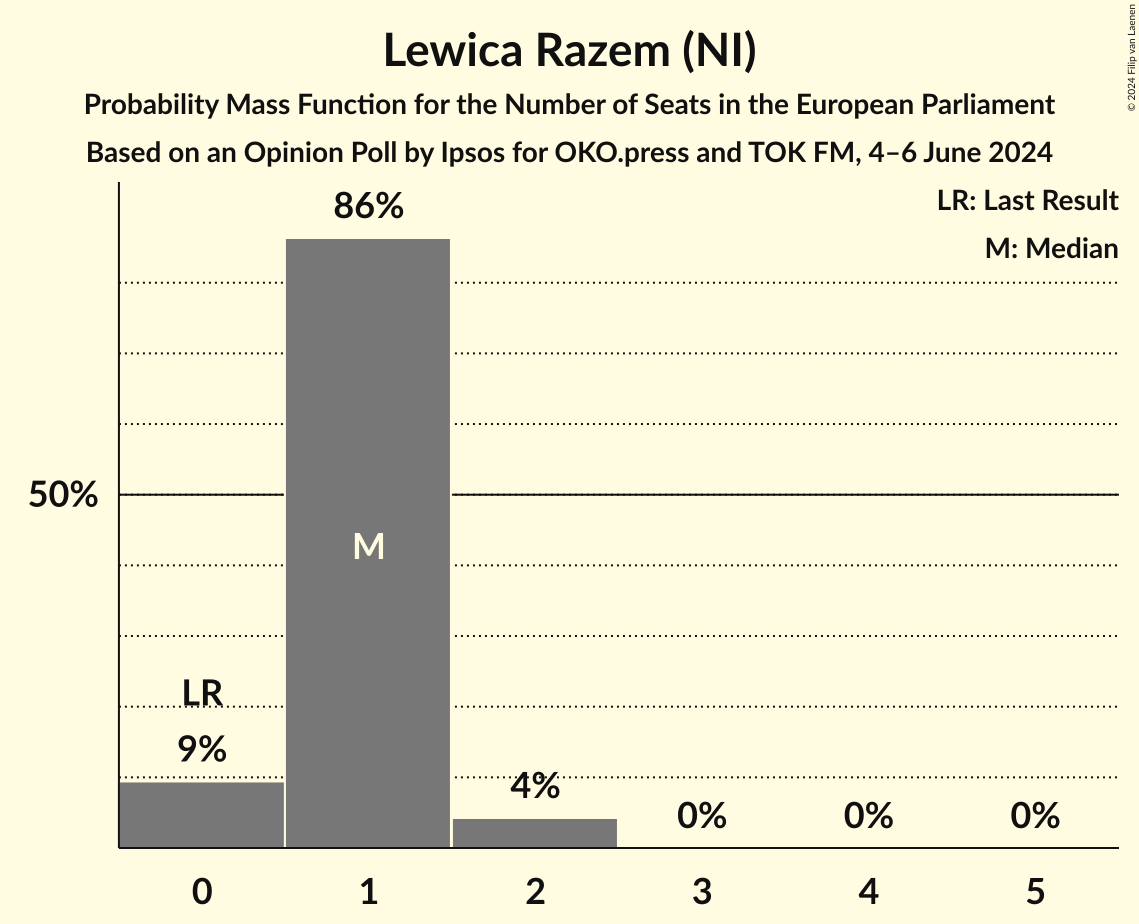 Lewica Razem (NI)
Probability Mass Function for the Number of Seats in the European Parliament
Based on an Opinion Poll by Ipsos for OKO.press and TOK FM, 4–6 June 2024
© 2024 Filip van Laenen
LR: Last Result
M: Median
86%
50%
M
LR
9%
4%
0%
0%
0%
0
1
2
3
4
5